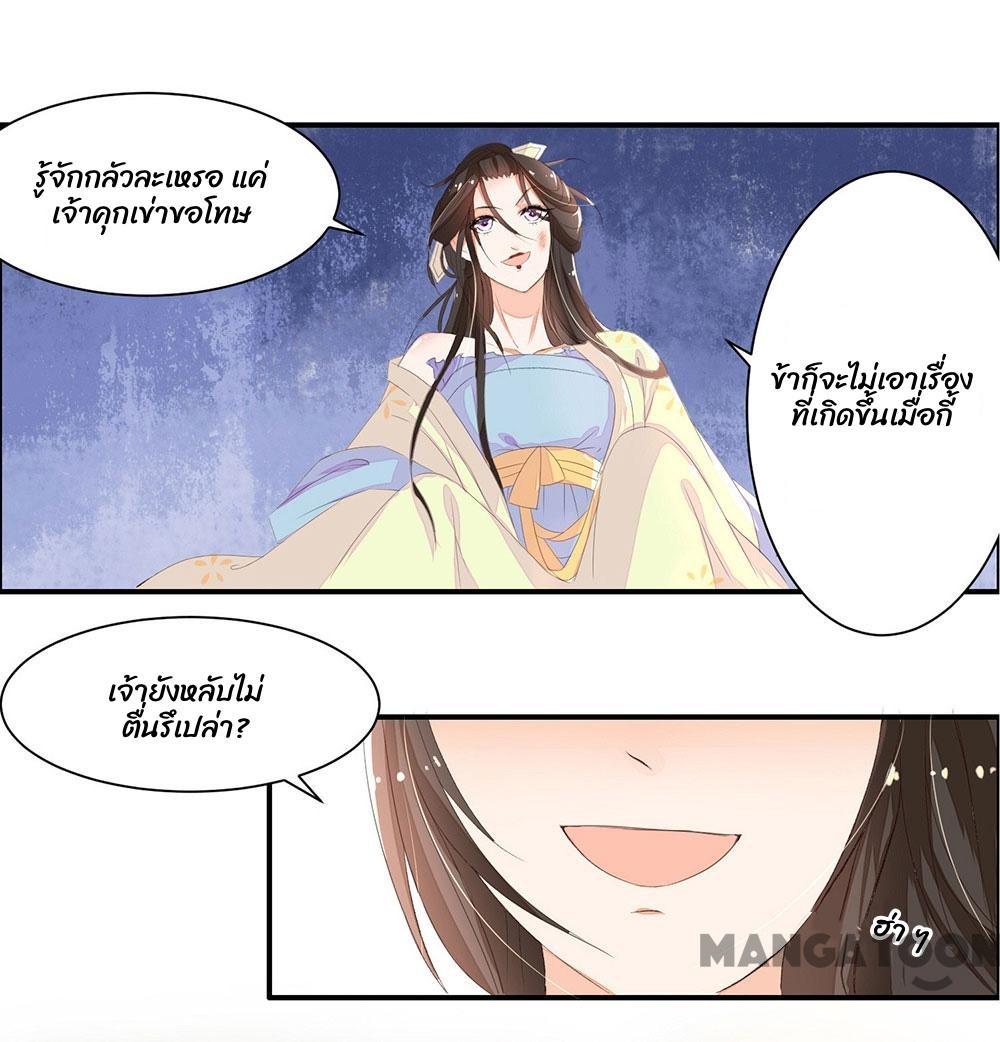 รู้จักกลัวละเหรอ แค่
เจ้าคุกเข่าขอโทษ
ข้าก็จะไม่เอาเรื่อง
ที่เกิดขึ้นเมื่อกี้
เจ้ายังหลับไม่
ตื่นรึเปล่า?
ฮ่าๆ
MANGATOON